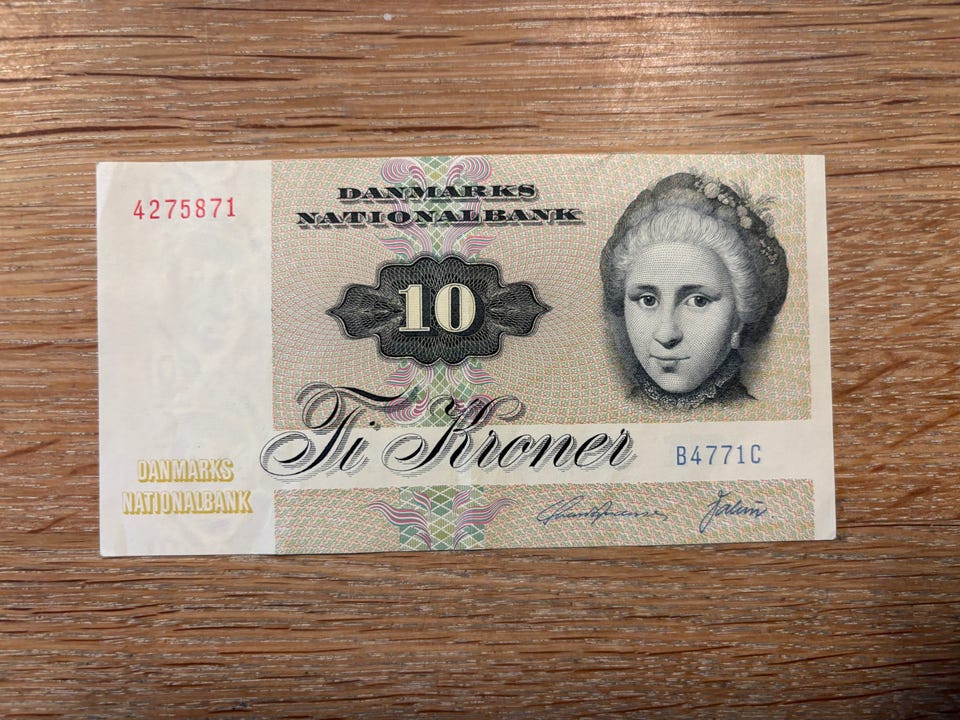 4275871
DANMARKS
NATIONALBANK
10
Ti Kroner
B4771C
DANMARKS
NATIONALBANK